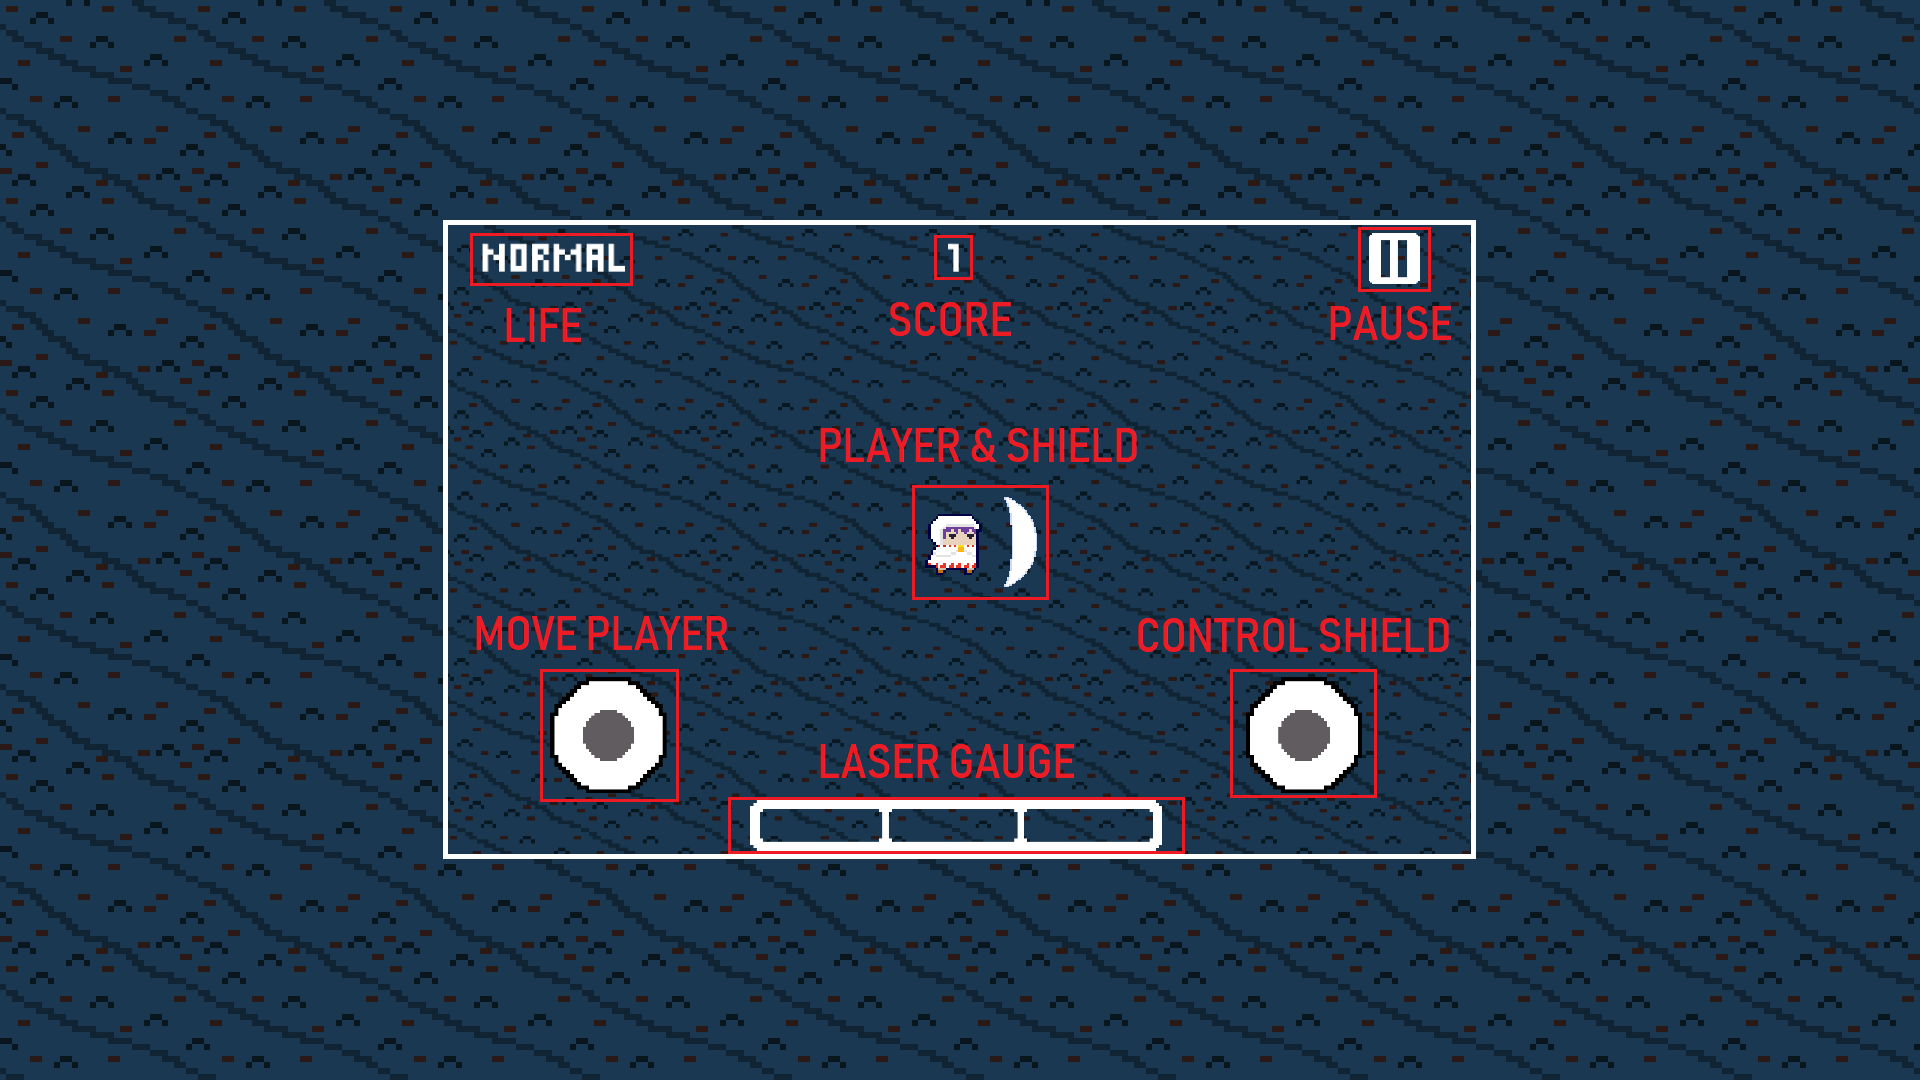 NORMAL
1
LIFE
SCORE
PAUSE
PLAYER & SHIELD
MOVE PLAYER
CONTROL SHIELD
LASER GAUGE